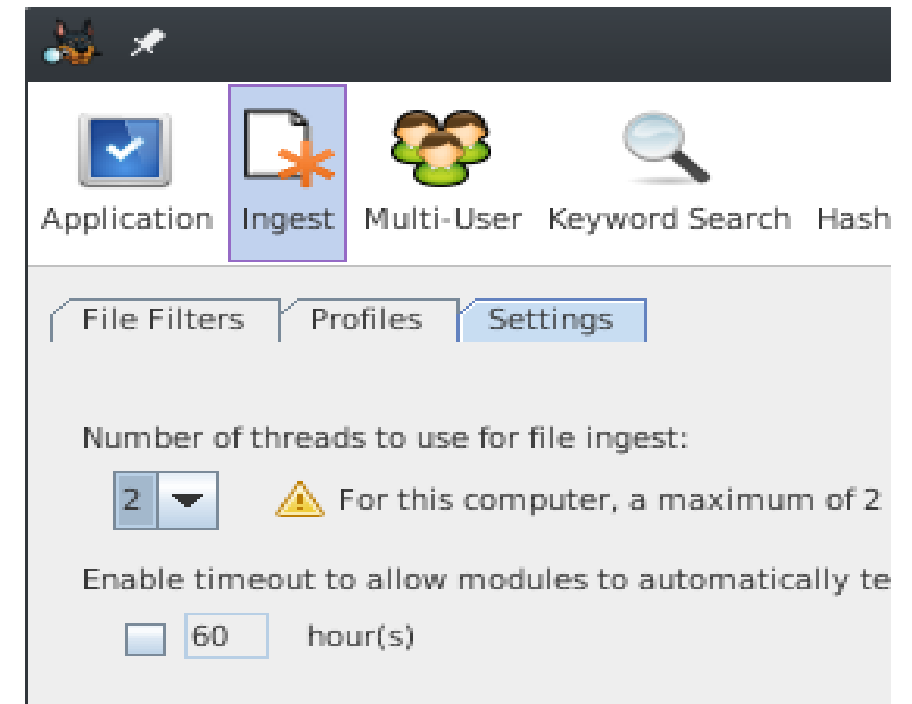 Application Ingest Multi-User Keyword Search Hash
File Filters Profiles Settings
Number of threads to use for file ingest:
2 For this computer, a maximum of 2
Enable timeout to allow modules to automatically te
60 hour(s)